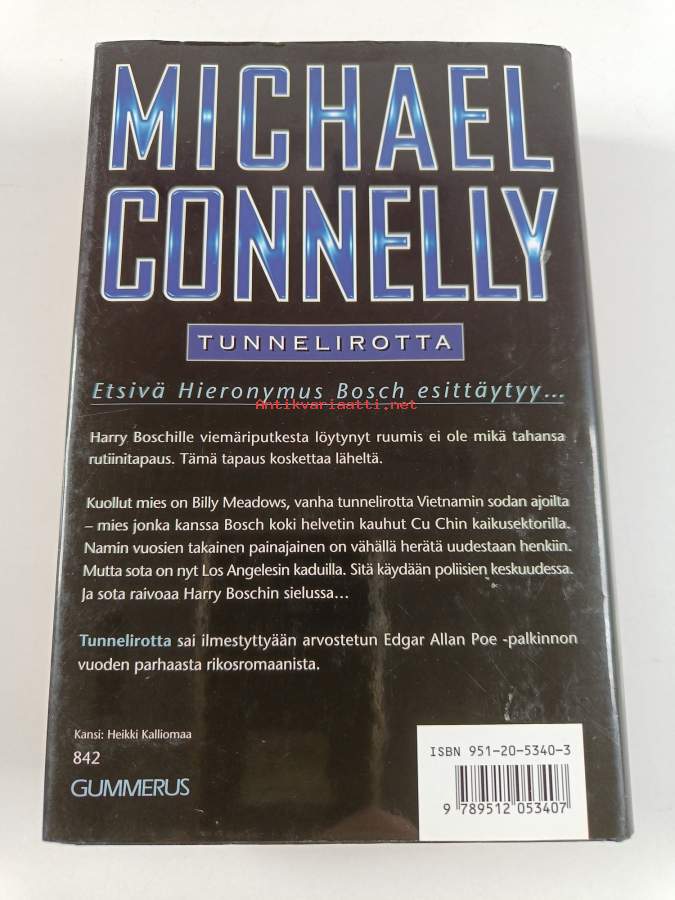 MICHAEL
CONNELLY
TUNNELIROTTA
Etsivä Hieronymus Bosch esittäytyy...
Antikvariaatti.net
Harry Boschille viemäriputkesta löytynyt ruumis ei ole mikä tahansa
rutiinitapaus. Tämä tapaus koskettaa läheltä.
Kuollut mies on Billy Meadows, vanha tunnelirotta Vietnamin sodan ajoilta
– mies jonka kanssa Bosch koki helvetin kauhut Cu Chin kaikusektorilla.
Namin vuosien takainen painajainen on vähällä herätä uudestaan henkiin.
Mutta sota on nyt Los Angelesin kaduilla. Sitä käydään poliisien keskuudessa.
Ja sota raivoaa Harry Boschin sielussa...
Tunnelirotta sai ilmestyttyään arvostetun Edgar Allan Poe -palkinnon
vuoden parhaasta rikosromaanista.
Kansi: Heikki Kalliomaa
842
GUMMERUS
ISBN 951-20-5340-3
9 789512 053407